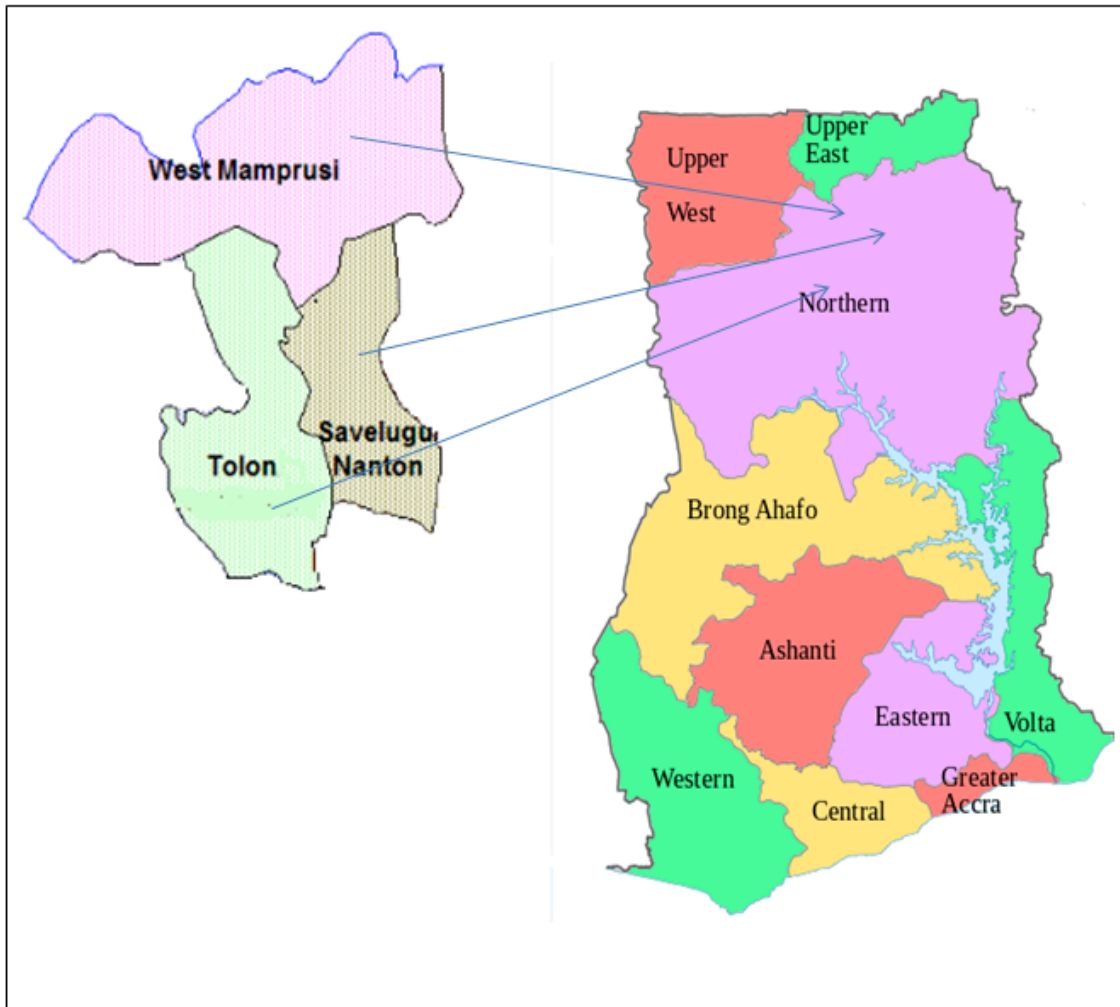 West Mamprusi
Tolon
Savelugu
Nanton
Upper
West
Upper
East
Northern
Brong Ahafo
Ashanti
Eastern
Volta
Western
Central
Greater
Accra